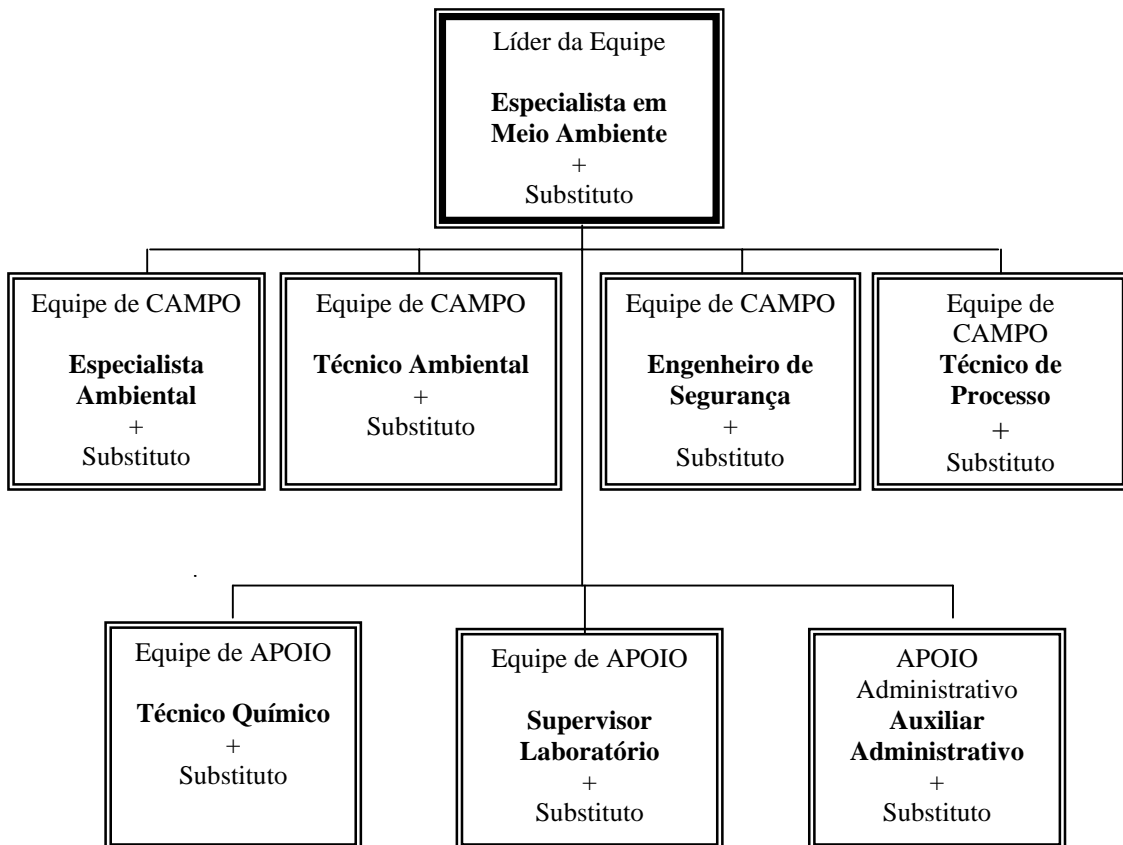 Líder da Equipe
Especialista em
Meio Ambiente
+
Substituto
Equipe de CAMPO
Especialista
Ambiental
+
Substituto
Equipe de CAMPO
Técnico Ambiental
+
Substituto
Equipe de CAMPO
Engenheiro de
Segurança
+
Substituto
Equipe de
CAMPO
Técnico de
Processo
+
Substituto
Equipe de APOIO
Técnico Químico
+
Substituto
Equipe de APOIO
Supervisor
Laboratório
+
Substituto
APOIO
Administrativo
Auxiliar
Administrativo
+
Substituto